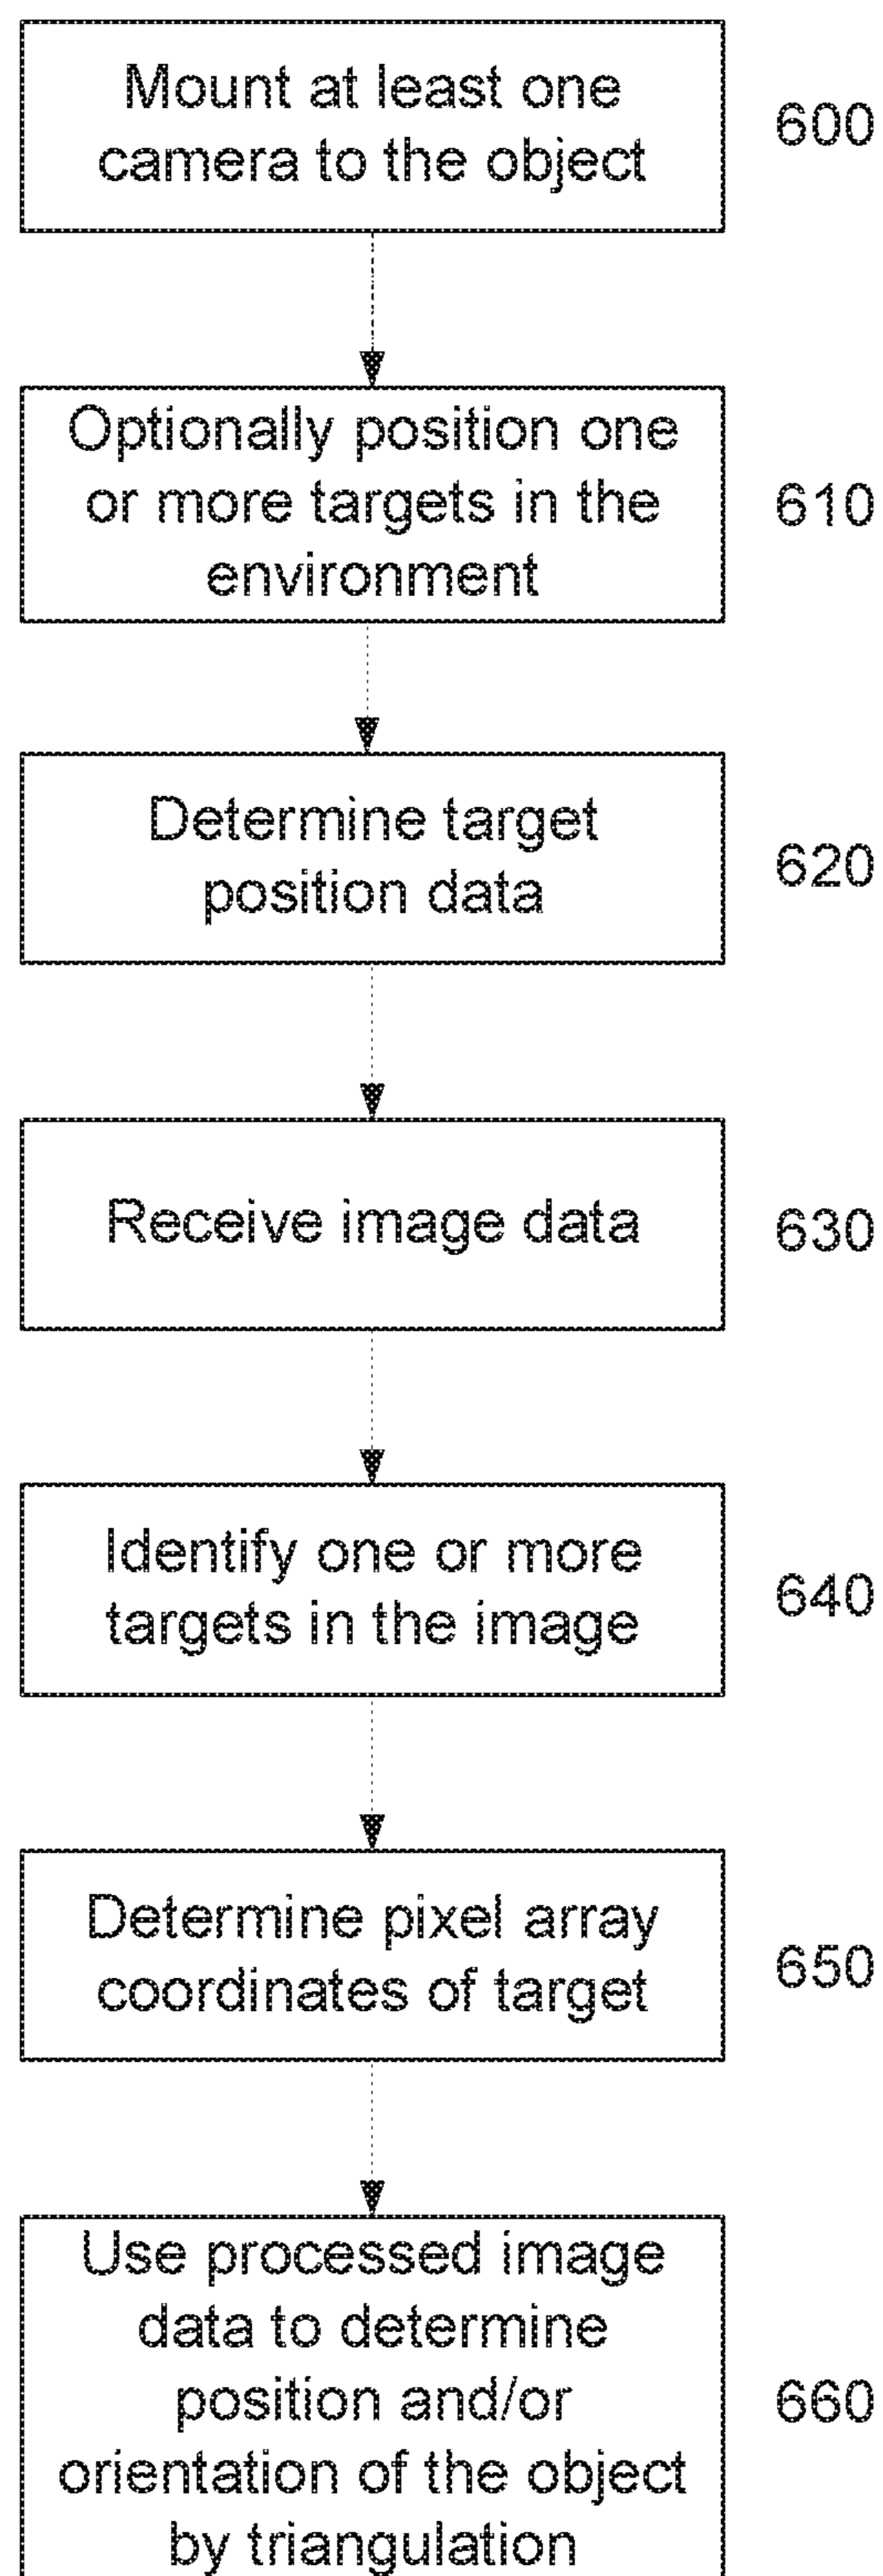 Mount at least one
camera to the object
600
Optionally position one
or more targets in the
environment
610
Determine target
position data
620
Receive image data
630
Identify one or more
targets in the image
640
Determine pixel array
coordinates of target
650
Use processed image
data to determine
position and/or
orientation of the object
by triangulation
660